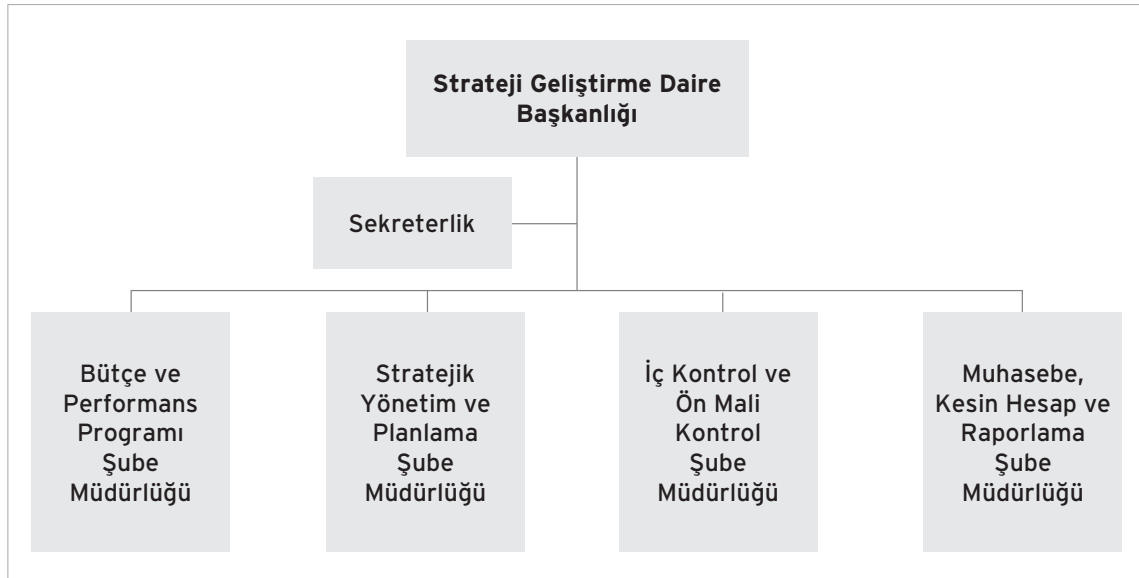 Strateji Geliştirme Daire
Başkanlığı
Sekreterlik
Bütçe ve
Performans
Programı
Şube
Müdürlüğü
Stratejik
Yönetim ve
Planlama
Şube
Müdürlüğü
İç Kontrol ve
Ön Mali
Kontrol
Şube
Müdürlüğü
Muhasebe,
Kesin Hesap ve
Raporlama
Şube
Müdürlüğü